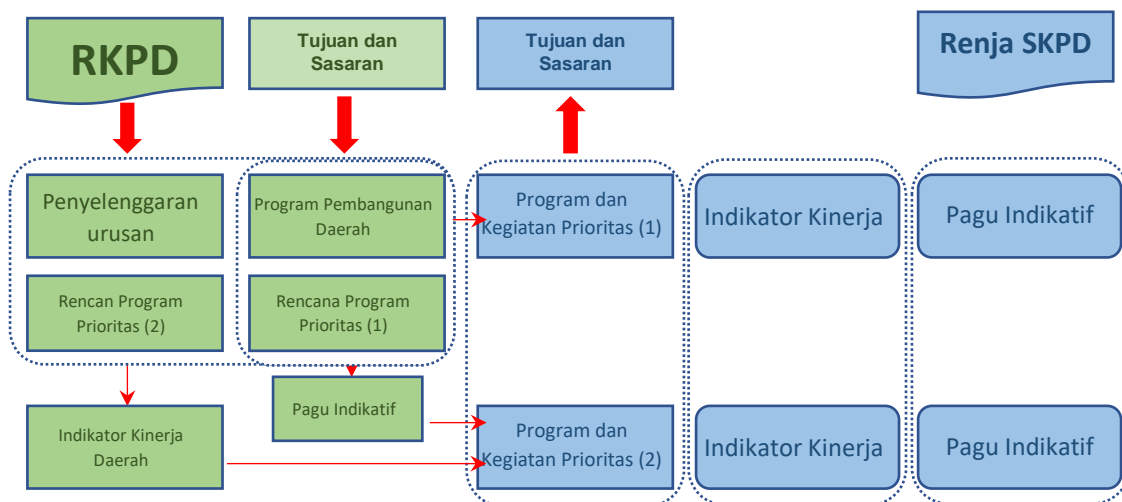 RKPD
Tujuan dan
Sasaran
Tujuan dan
Sasaran
Renja SKPD
Penyelenggaran
urusan
Program Pembangunan
Daerah
Program dan
Kegiatan Prioritas (1)
Indikator Kinerja
Pagu Indikatif
Rencan Program
Prioritas (2)
Rencana Program
Prioritas (1)
Pagu Indikatif
Indikator Kinerja
Daerah
Program dan
Kegiatan Prioritas (2)
Indikator Kinerja
Pagu Indikatif